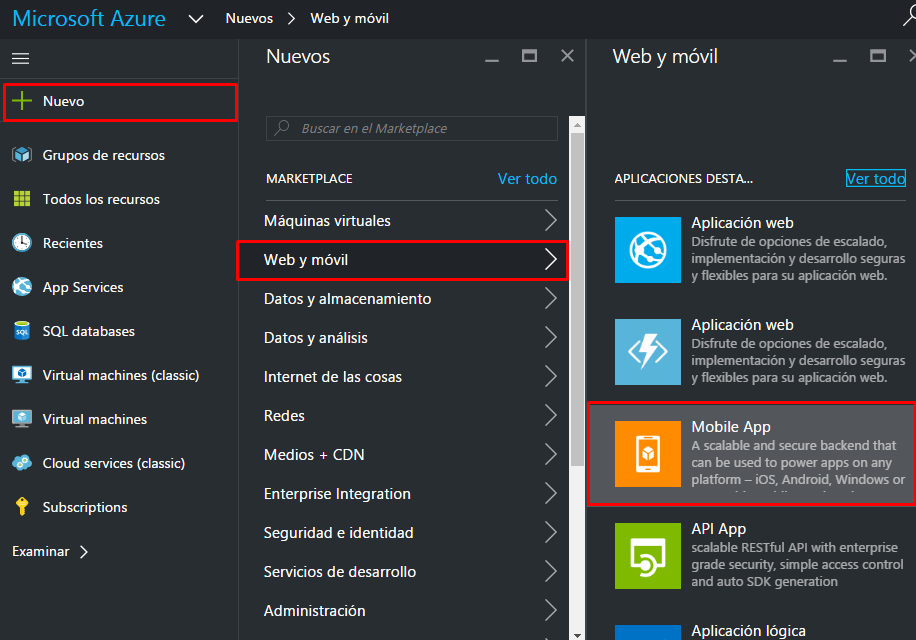 Microsoft Azure
Nuevos
Web y móvil
Nuevo
Grupos de recursos
Todos los recursos
Recientes
App Services
SQL databases
Virtual machines (classic)
Virtual machines
Cloud services (classic)
Subscriptions
Examinar
Nuevos
Buscar en el Marketplace
MARKETPLACE
Ver todo
Máquinas virtuales
Web y móvil
Datos y almacenamiento
Datos y análisis
Internet de las cosas
Redes
Medios + CDN
Enterprise Integration
Seguridad e identidad
Servicios de desarrollo
Administración
Web y móvil
APLICACIONES DESTA...
Ver todo
Aplicación web
Disfrute de opciones de escalado,
implementación y desarrollo seguras
y flexibles para su aplicación web.
Aplicación web
Disfrute de opciones de escalado,
implementación y desarrollo seguras
y flexibles para su aplicación web.
Mobile App
A scalable and secure backend that
can be used to power apps on any
platform – iOS, Android, Windows or
API App
scalable RESTful API with enterprise
grade security, simple access control
and auto SDK generation
Aplicación lógica